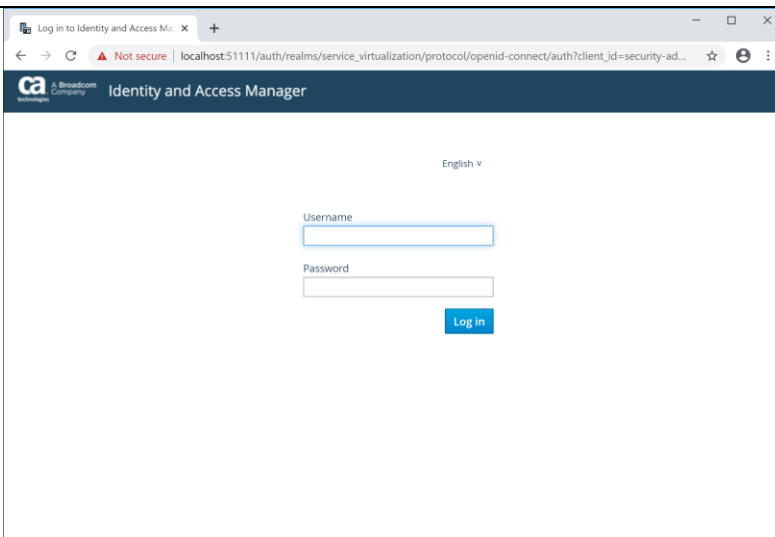 Log in to Identity and Access Ma
Not secure | localhost:51111/auth/realms/service_virtualization/protocol/openid-connect/auth?client_id=security-ad...
ca technologies A Broadcom Company Identity and Access Manager
English v
Username
Password
Log in